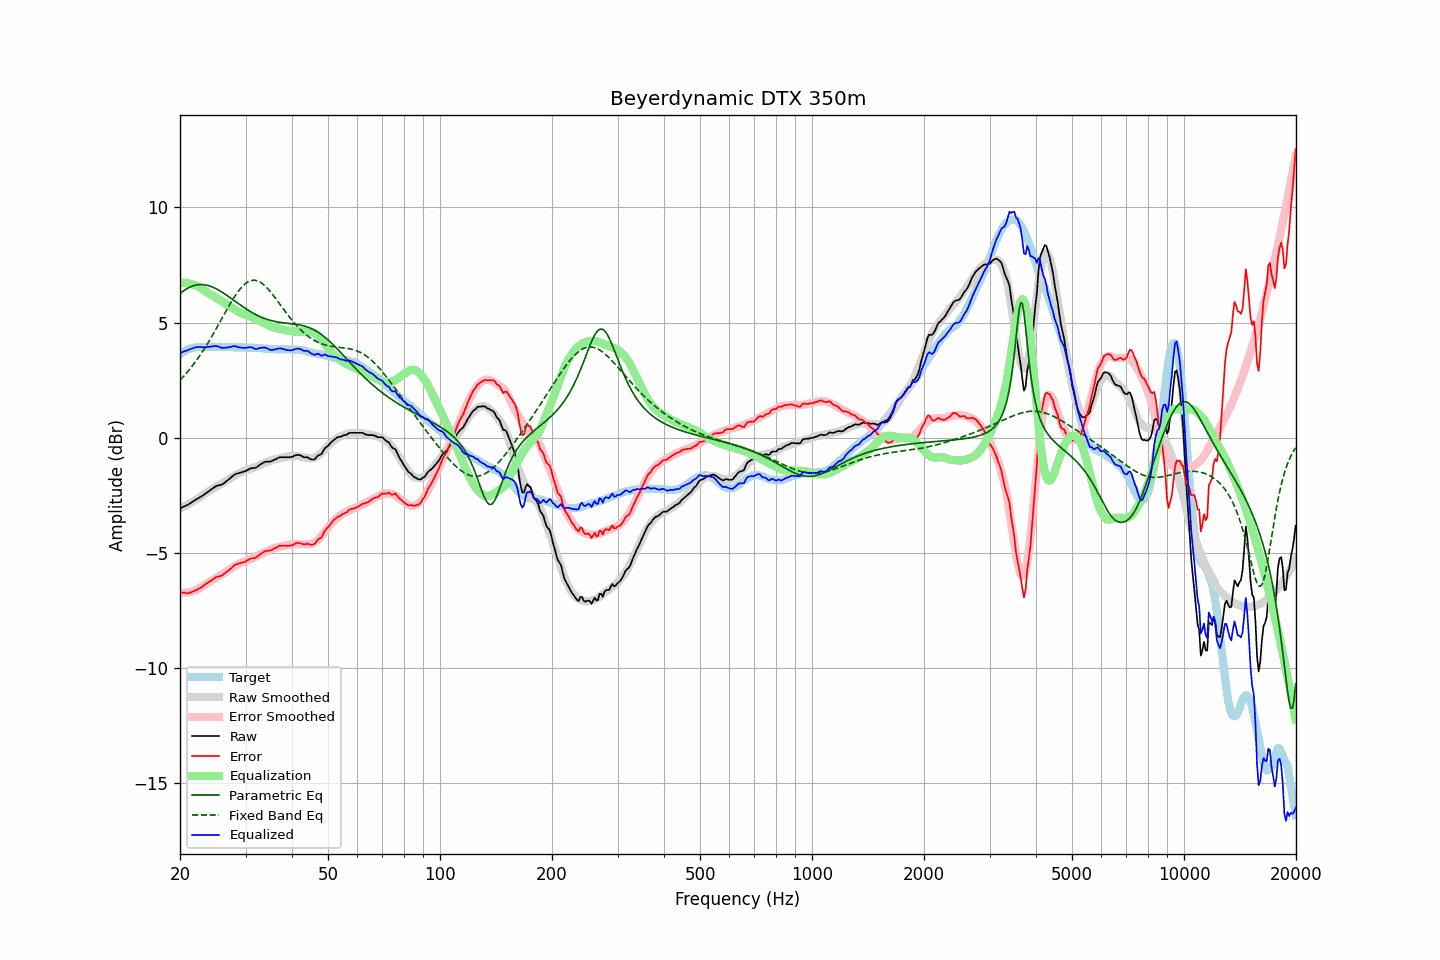 Beyerdynamic DTX 350m
Amplitude (dBr)
10
5
0
−5
−10
−15
Target
Raw Smoothed
Error Smoothed
Raw
Error
Equalization
Parametric Eq
Fixed Band Eq
Equalized
20 50 100 200 500 1000 2000 5000 10000 20000
Frequency (Hz)